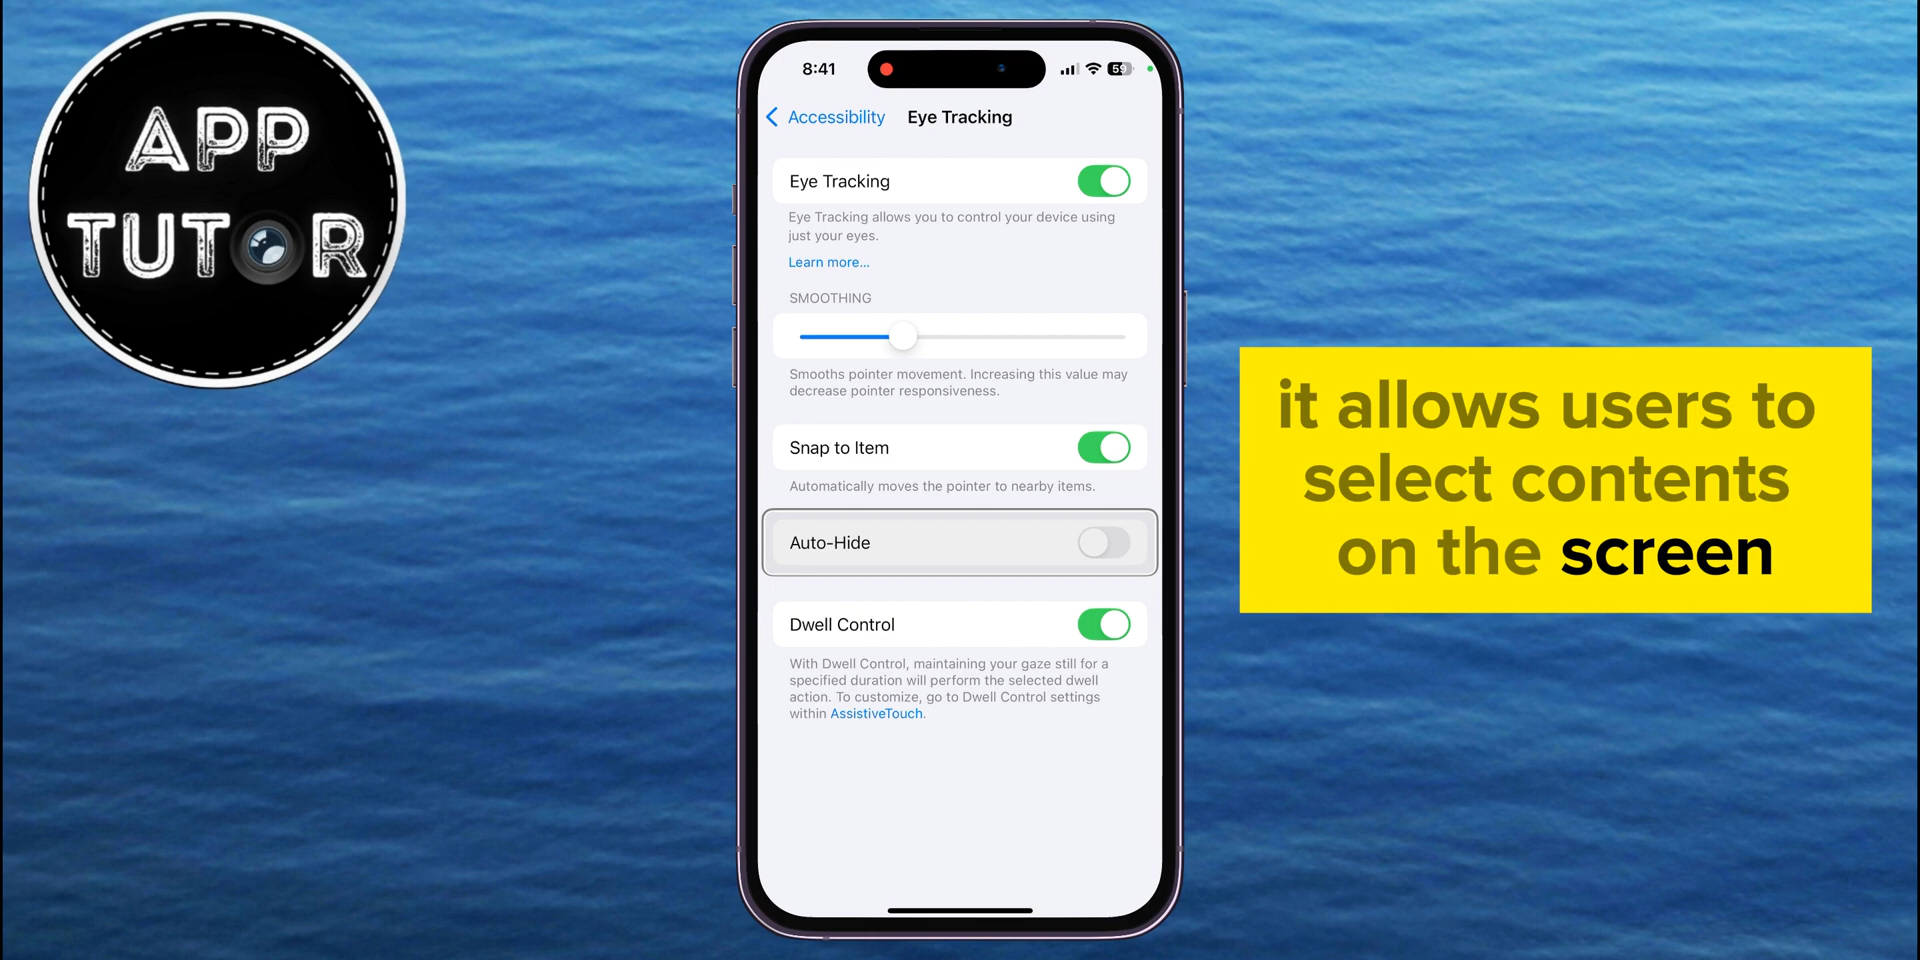 APP
TUTOR
8:41
59
Accessibility
Eye Tracking
Eye Tracking
Eye Tracking allows you to control your device using
just your eyes.
Learn more...
SMOOTHING
Smooths pointer movement. Increasing this value may
decrease pointer responsiveness.
Snap to Item
Automatically moves the pointer to nearby items.
Auto-Hide
Dwell Control
With Dwell Control, maintaining your gaze still for a
specified duration will perform the selected dwell
action. To customize, go to Dwell Control settings
within AssistiveTouch.
it allows users to
select contents
on the screen